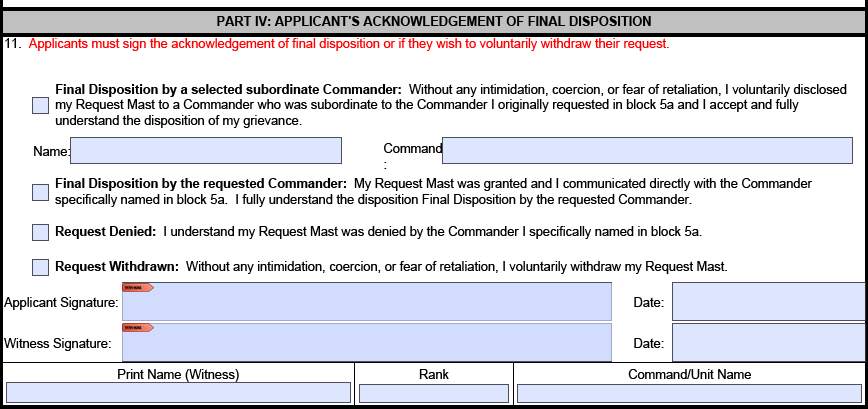 PART IV: APPLICANT'S ACKNOWLEDGEMENT OF FINAL DISPOSITION
11. Applicants must sign the acknowledgement of final disposition or if they wish to voluntarily withdraw their request.
Final Disposition by a selected subordinate Commander: Without any intimidation, coercion, or fear of retaliation, I voluntarily disclosed
my Request Mast to a Commander who was subordinate to the Commander I originally requested in block 5a and I accept and fully
understand the disposition of my grievance.
Name: Command
:
Final Disposition by the requested Commander: My Request Mast was granted and I communicated directly with the Commander
specifically named in block 5a. I fully understand the disposition Final Disposition by the requested Commander.
Request Denied: I understand my Request Mast was denied by the Commander I specifically named in block 5a.
Request Withdrawn: Without any intimidation, coercion, or fear of retaliation, I voluntarily withdraw my Request Mast.
Applicant Signature: Date:
Witness Signature: Date:
Print Name (Witness) Rank Command/Unit Name